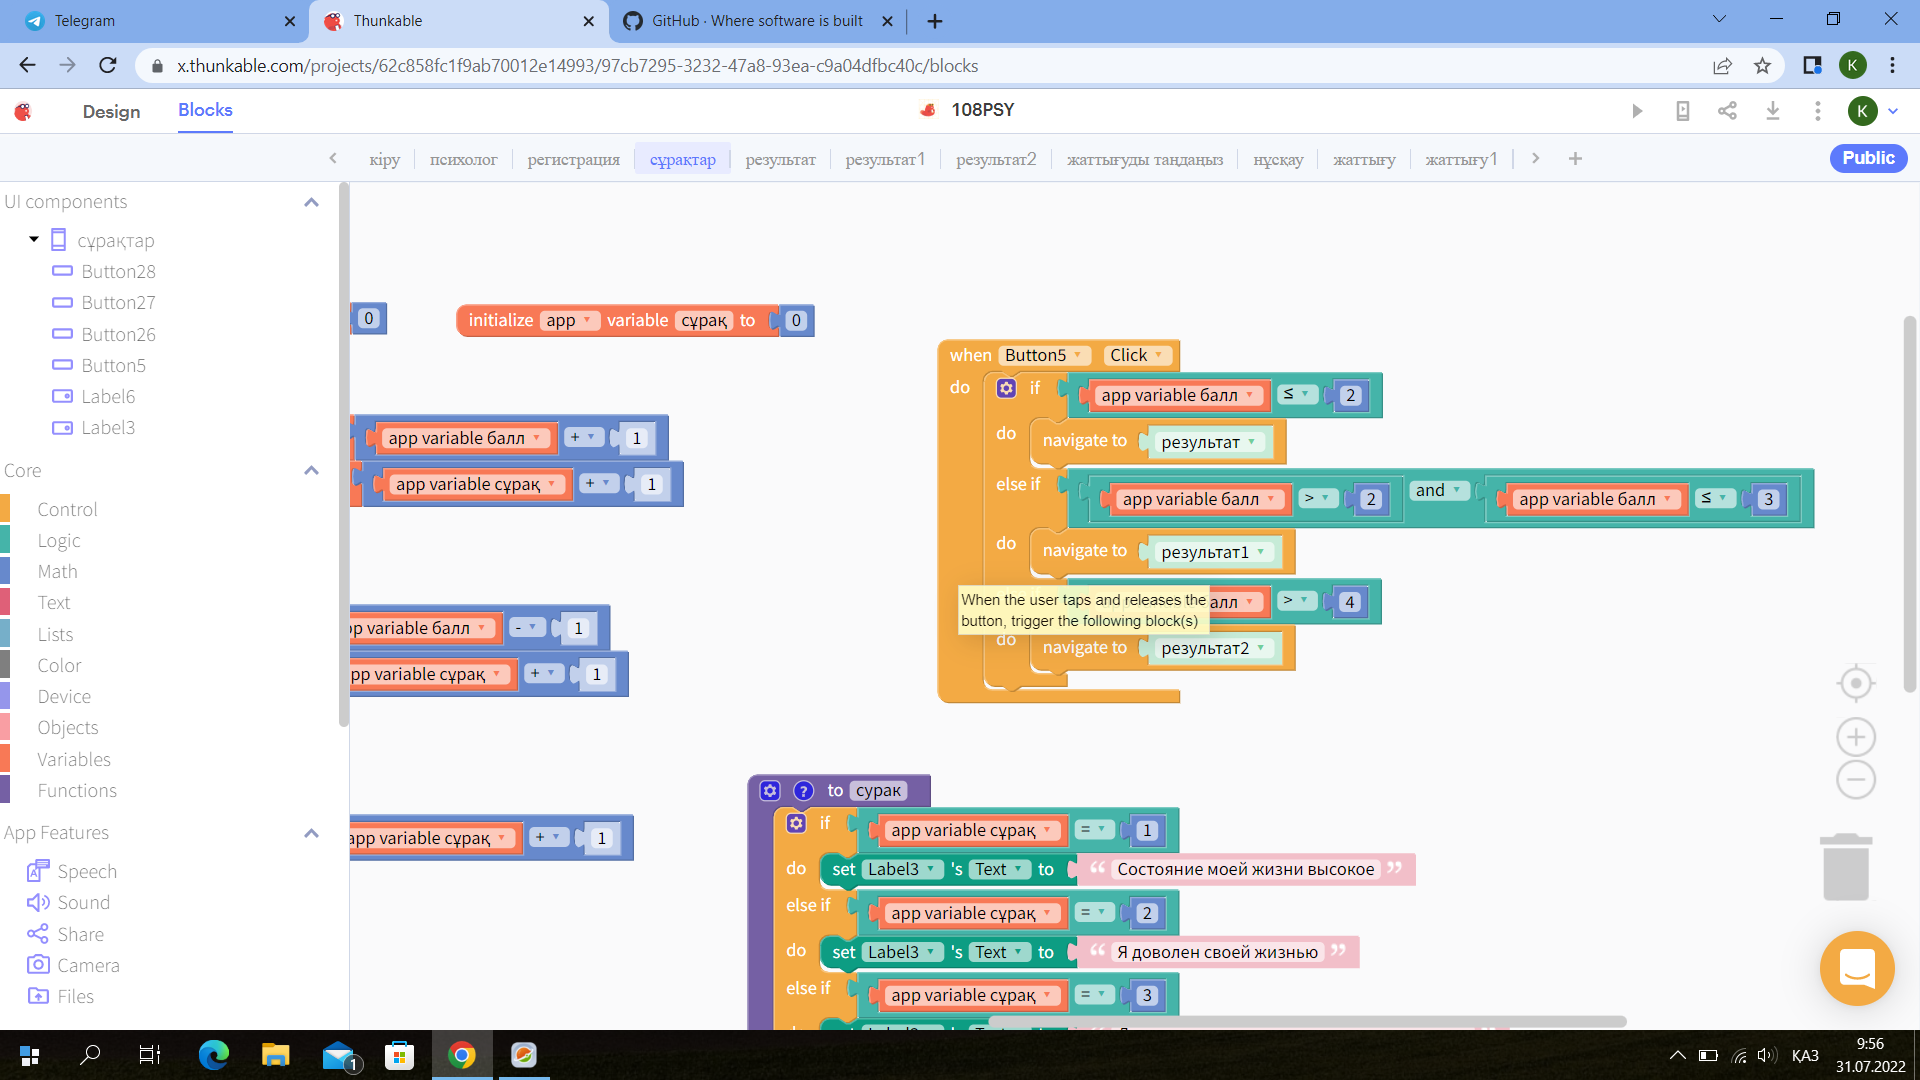 Telegram
Thunkable
GitHub · Where software is built
x.thunkable.com/projects/62c858fc1f9ab70012e14993/97cb7295-3232-47a8-93ea-c9a04dfbc40c/blocks
K
Design
Blocks
108PSY
K
кіру
психолог
регистрация
сұрақтар
результат
результат1
результат2
жаттығуды таңдаңыз
нұсқау
жаттығу
жаттығу1
Public
UI components
сұрақтар
Button28
Button27
Button26
Button5
Label6
Label3
Core
Control
Logic
Math
Text
Lists
Color
Device
Objects
Variables
Functions
App Features
Speech
Sound
Share
Camera
Files
0
initialize app variable сұрақ to 0
app variable балл + 1
app variable сұрақ + 1
variable балл - 1
variable сұрақ + 1
app variable сұрақ + 1
when Button5 Click
do if app variable балл ≤ 2
do navigate to результат
else if app variable балл > 2 and app variable балл ≤ 3
do navigate to результат1
When the user taps and releases the
button, trigger the following block(s)
алл > 4
do navigate to результат2
? to сурак
if app variable сұрақ = 1
do set Label3 's Text to “ Состояние моей жизни высокое ”
else if app variable сұрақ = 2
do set Label3 's Text to “ Я доволен своей жизнью ”
else if app variable сұрақ = 3
1
ҚАЗ
9:56
31.07.2022